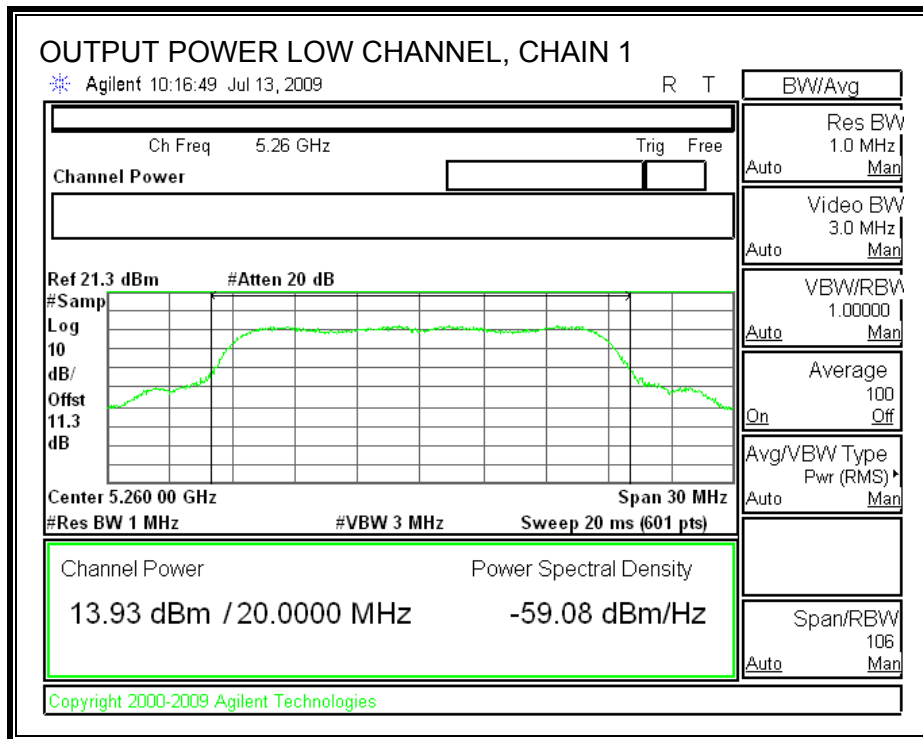 OUTPUT POWER LOW CHANNEL, CHAIN 1
Agilent 10:16:49 Jul 13, 2009 R T
Ch Freq 5.26 GHz Trig Free
Channel Power
Ref 21.3 dBm #Atten 20 dB
#Samp
Log
10
dB/
Offst
11.3
dB
Center 5.260 00 GHz Span 30 MHz
#Res BW 1 MHz #VBW 3 MHz Sweep 20 ms (601 pts)
Channel Power Power Spectral Density
13.93 dBm / 20.0000 MHz -59.08 dBm/Hz
Copyright 2000-2009 Agilent Technologies
BW/Avg
Res BW
1.0 MHz
Auto Man
Video BW
3.0 MHz
Auto Man
VBW/RBW
1.00000
Auto Man
Average
100
On Off
Avg/VBW Type
Pwr (RMS)
Auto Man
Span/RBW
106
Auto Man